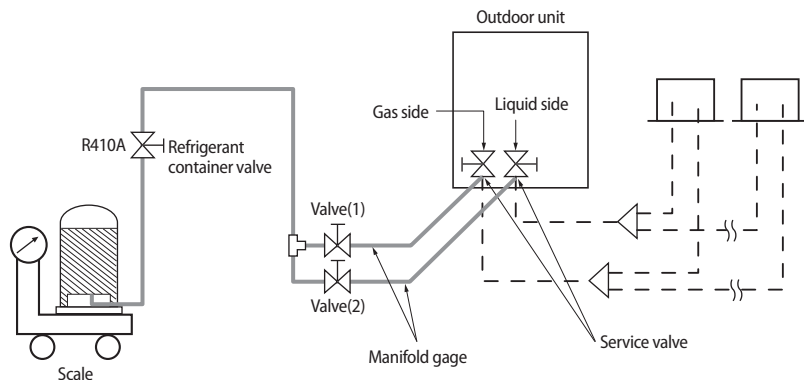 Outdoor unit
Gas side
Liquid side
R410A
Refrigerant
container valve
Valve(1)
Valve(2)
Manifold gage
Service valve
Scale